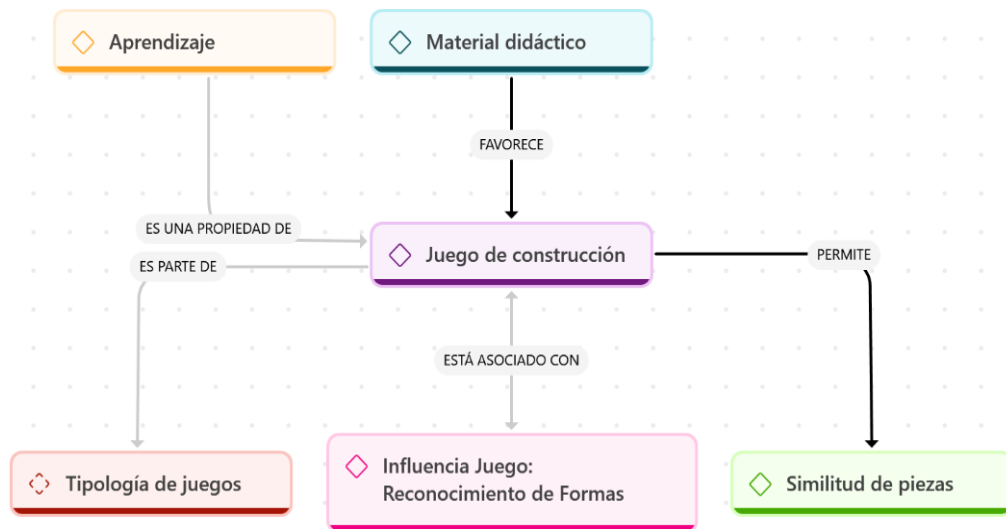 Aprendizaje
Material didáctico
FAVORECE
ES UNA PROPIEDAD DE
ES PARTE DE
Juego de construcción
PERMITE
ESTÁ ASOCIADO CON
Tipología de juegos
Influencia Juego:
Reconocimiento de Formas
Similitud de piezas